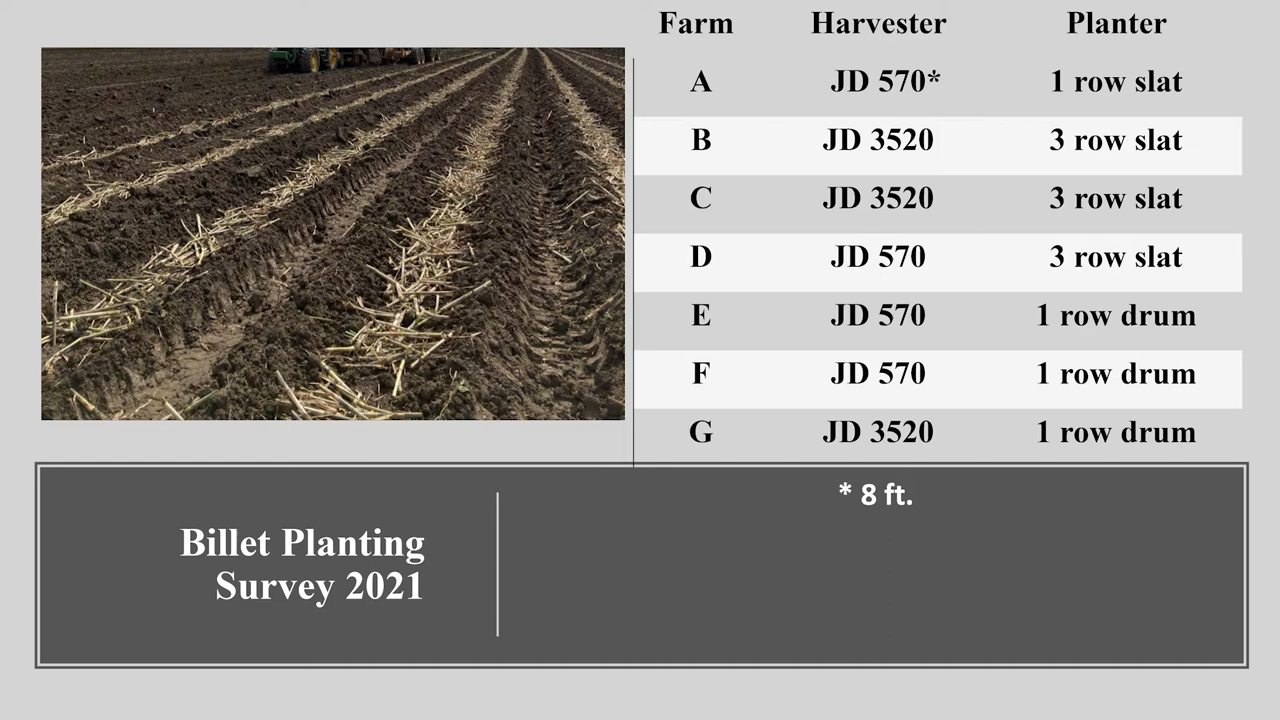 Farm Harvester Planter
A JD 570* 1 row slat
B JD 3520 3 row slat
C JD 3520 3 row slat
D JD 570 3 row slat
E JD 570 1 row drum
F JD 570 1 row drum
G JD 3520 1 row drum
* 8 ft.
Billet Planting
Survey 2021